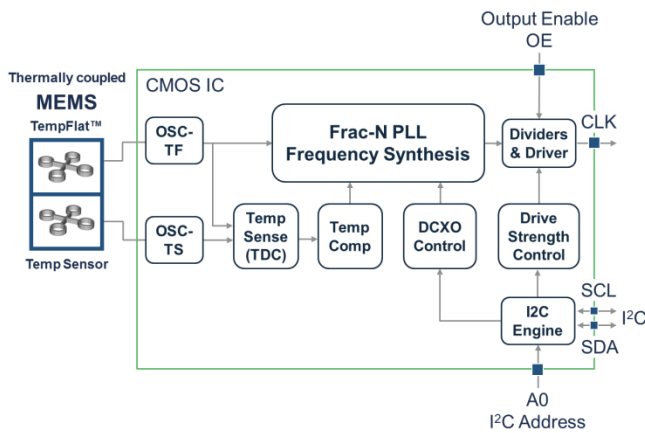 Output Enable
OE
Thermally coupled
MEMS
TempFlat™
CMOS IC
CLK
OSC-
TF
Frac-N PLL
Frequency Synthesis
Dividers
& Driver
OSC-
TS
Temp
Sense
(TDC)
Temp
Comp
DCXO
Control
Drive
Strength
Control
Temp Sensor
SCL
I2C
Engine
I²C
SDA
A0
I²C Address